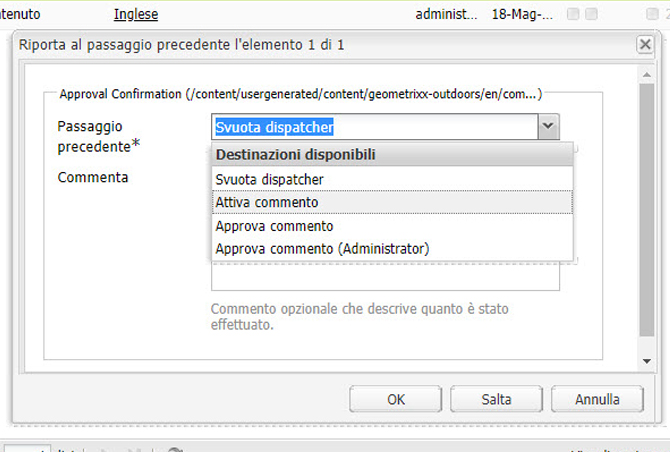 ntenuto Inglese administ... 18-Mag-...
Riporta al passaggio precedente l'elemento 1 di 1
Approval Confirmation (/content/usergenerated/content/geometrixx-outdoors/en/com... )
Passaggio precedente*
Svuota dispatcher
Destinazioni disponibili
Svuota dispatcher
Attiva commento
Approva commento
Approva commento (Administrator)
Commenta
Commento opzionale che descrive quanto è stato
effettuato.
OK Salta Annulla